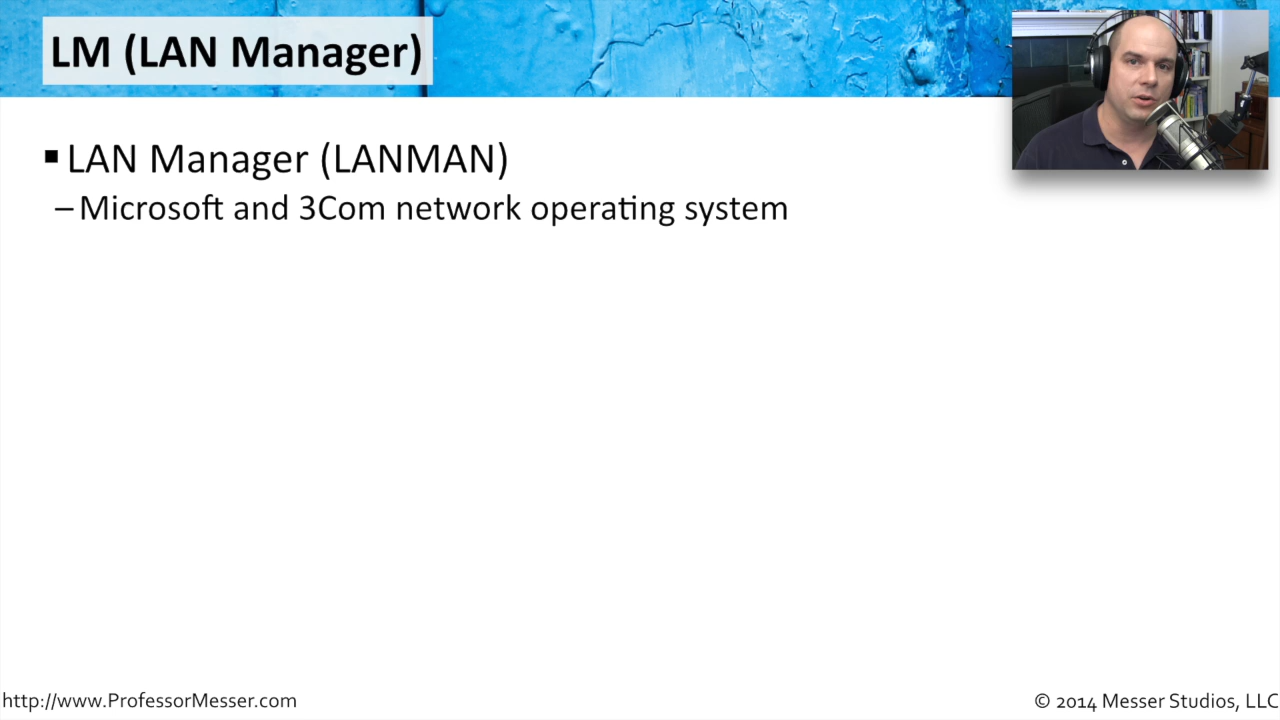 LM (LAN Manager)
▪ LAN Manager (LANMAN)
– Microsoft and 3Com network operating system
http://www.ProfessorMesser.com
© 2014 Messer Studios, LLC